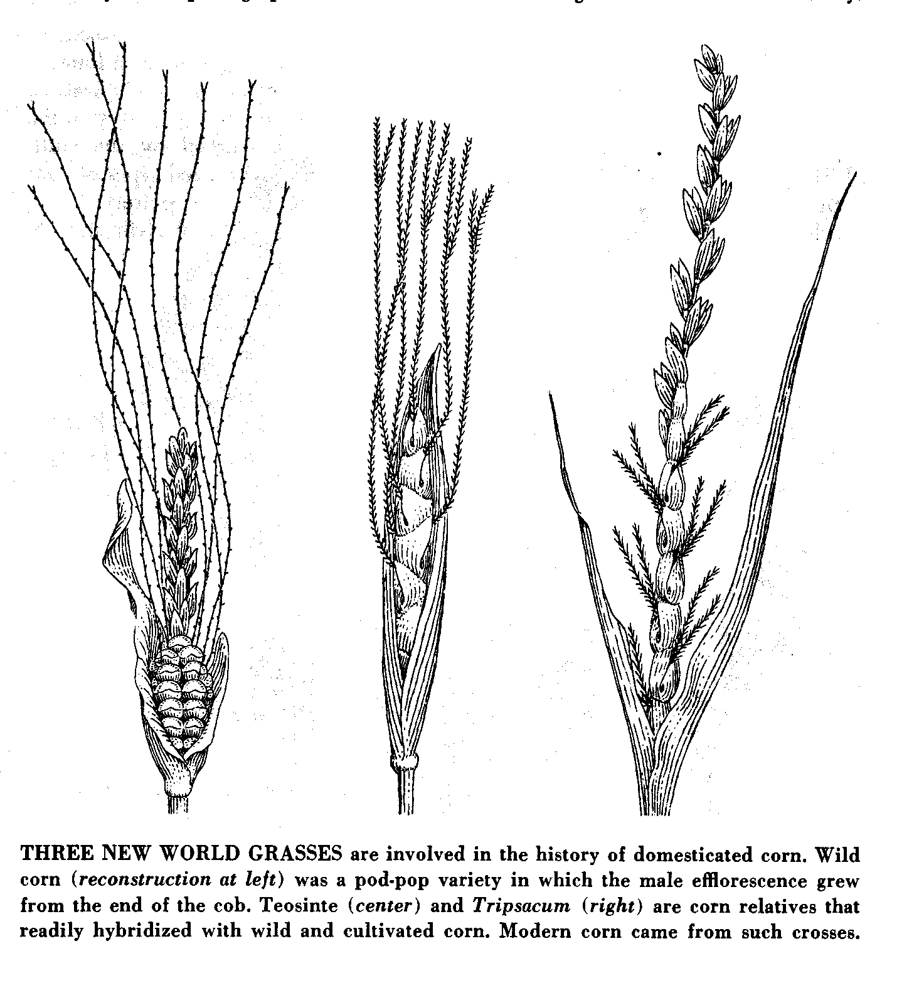 THREE NEW WORLD GRASSES are involved in the history of domesticated corn. Wild
corn (reconstruction at left) was a pod-pop variety in which the male efflorescence grew
from the end of the cob. Teosinte (center) and Tripsacum (right) are corn relatives that
readily hybridized with wild and cultivated corn. Modern corn came from such crosses.